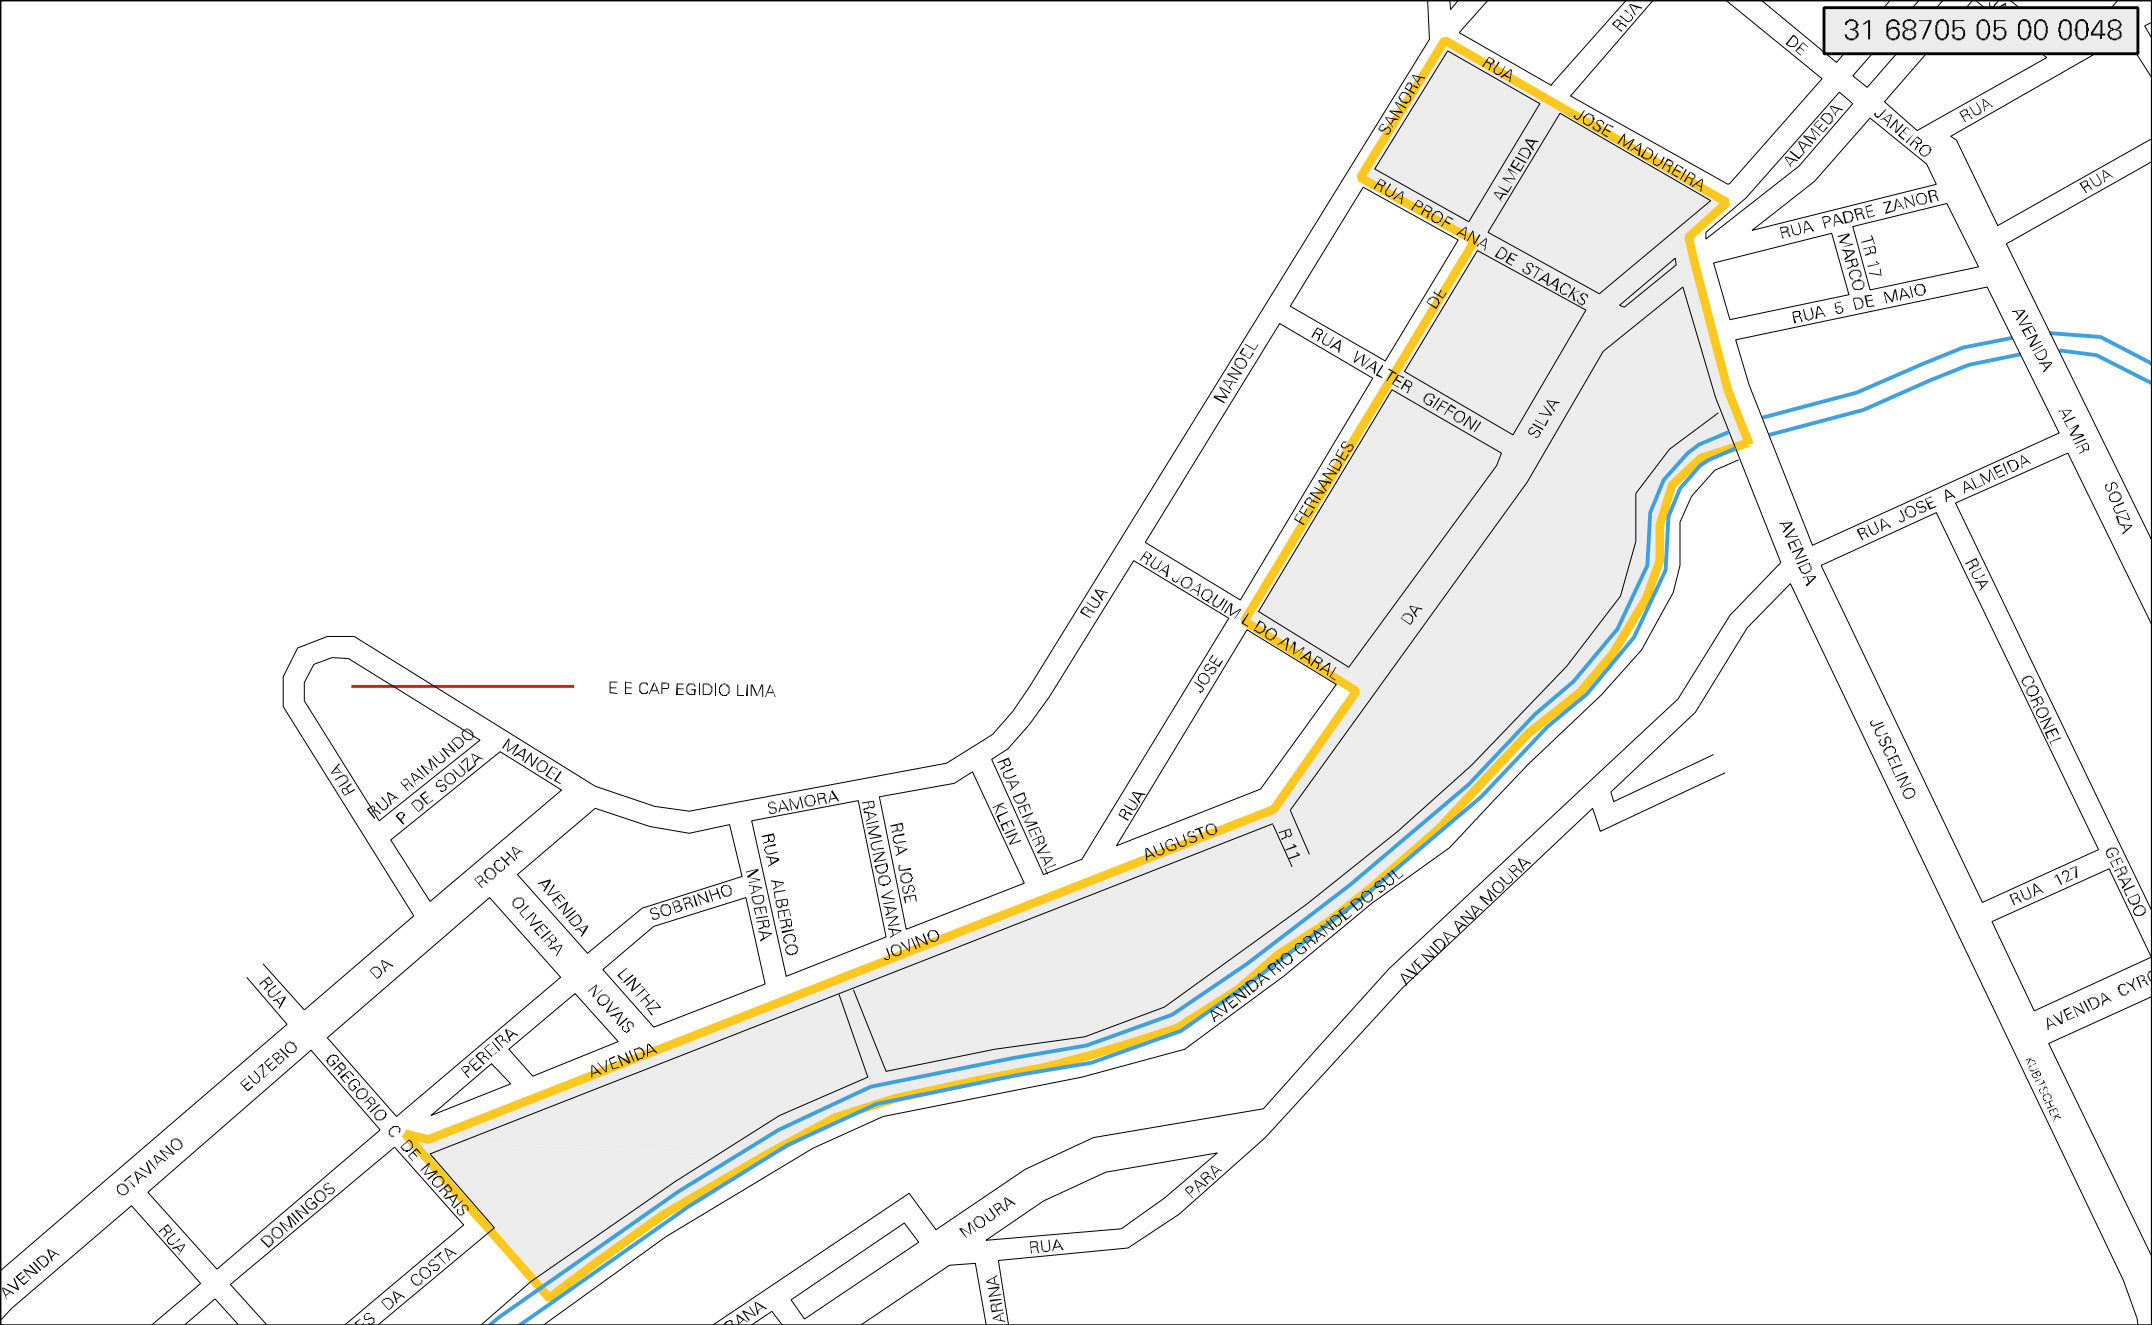 31 68705 05 00 0048
RUA
DE
SAMORA
RUA
JOSE MADUREIRA
ALAMEDA
JANEIRO
RUA
RUA
ALMEIDA
RUA PROF ANA DE STAACKS
RUA PADRE ZANOR
MARCO
TR 17
RUA 5 DE MAIO
DE
RUA WALTER GIFFONI
MANOEL
SILVA
AVENIDA
ALMIR
SOUZA
FERNANDES
RUA JOSE A ALMEIDA
AVENIDA
RUA
RUA JOAQUIM L DO AMARAL
RUA
DA
JOSE
E E CAP EGIDIO LIMA
CORONEL
JUSCELINO
RUA
RUA RAIMUNDO
P DE SOUZA
MANOEL
SAMORA
RUA DEMERVAL
KLEIN
RUA
AUGUSTO
R 11
RAIMUNDO VIANA
RUA JOSE
RUA ALBERICO
MADEIRA
ROCHA
AVENIDA
OLIVEIRA
SOBRINHO
JOVINO
LINTHZ
NOVAIS
DA
RUA
AVENIDA
PEREIRA
EUZEBIO
GREGORIO C DE MORAIS
AVENIDA RIO GRANDE DO SUL
AVENIDA ANA MOURA
RUA 127
GERALDO
AVENIDA CYRO
KUBITSCHEK
OTAVIANO
DOMINGOS
RUA
AVENIDA
ES DA COSTA
MOURA
PARA
RUA
ARINA
BANA